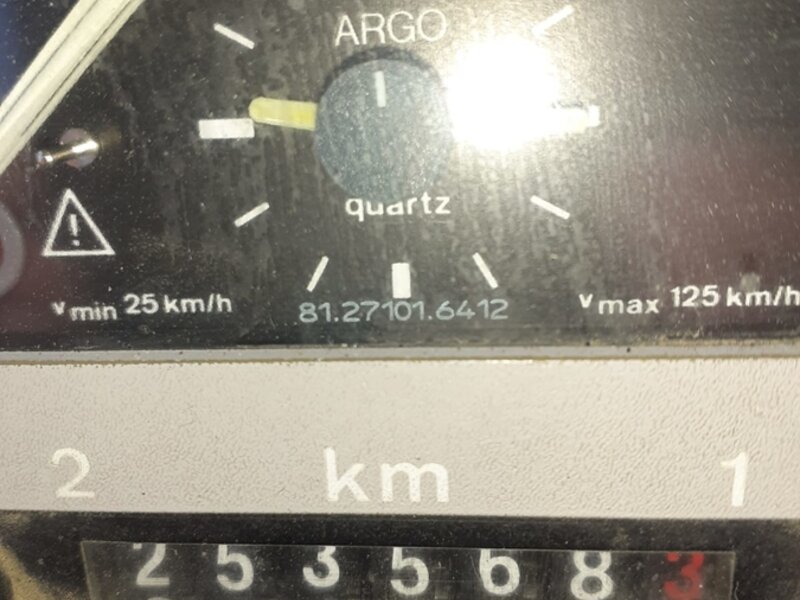 ARGO
quartz
!
vmin 25 km/h
81.27101.6412
vmax 125 km/h
2 km 1
2535683